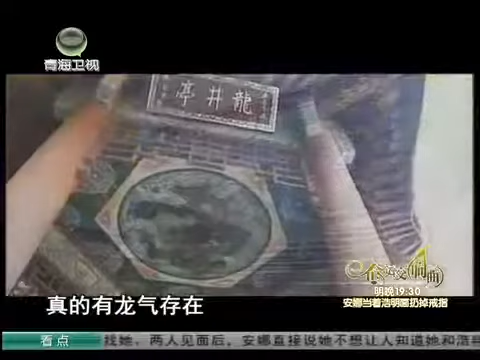 青海卫视
亭井龍
明晚19:30
安娜当着浩明面扔掉戒指
真的有龙气存在
看点
找她，两人见面后，安娜直接说她不想让人知道她和浩